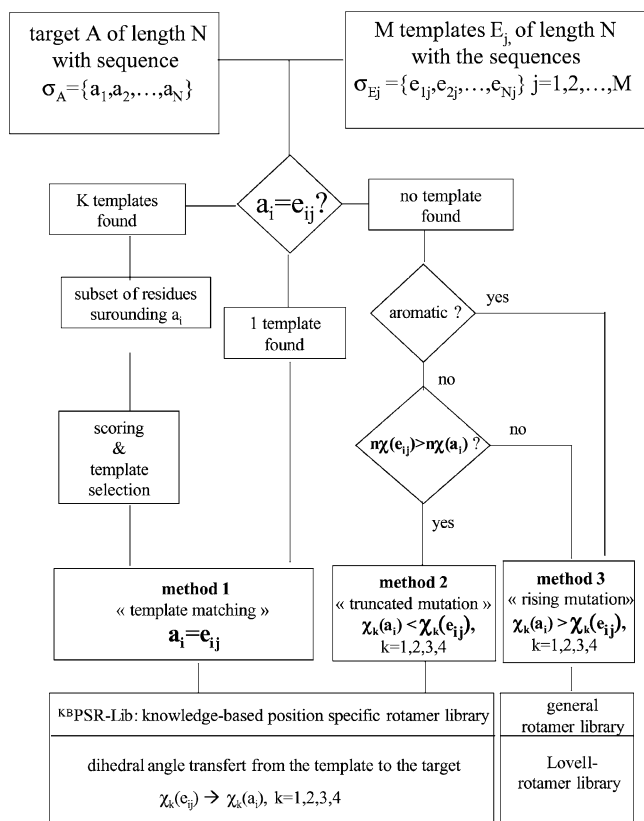 target A of length N
with sequence
σA={a1,a2,…,aN}
M templates Ej, of length N
with the sequences
σEj ={e1j,e2j,…,eNj} j=1,2,…,M
K templates
found
ai=eij?
no template
found
subset of residues
surounding ai
1 template
found
aromatic ?
yes
no
scoring
&
template
selection
nχ(eij)>nχ(ai) ?
no
yes
method 1
« template matching »
ai=eij
method 2
« truncated mutation »
χk(ai) <χk(eij),
k=1,2,3,4
method 3
« rising mutation»
χk(ai) >χk(eij),
k=1,2,3,4
KBPSR-Lib: knowledge-based position specific rotamer library
general
rotamer library
dihedral angle transfert from the template to the target
χk(eij) → χk(ai), k=1,2,3,4
Lovell-
rotamer library